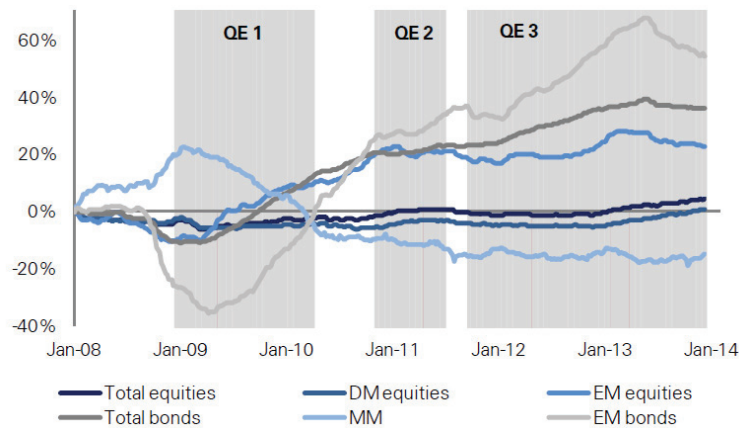 QE 1 QE 2 QE 3
60%
40%
20%
0%
-20%
-40%
Jan-08 Jan-09 Jan-10 Jan-11 Jan-12 Jan-13 Jan-14
Total equities DM equities EM equities
Total bonds MM EM bonds